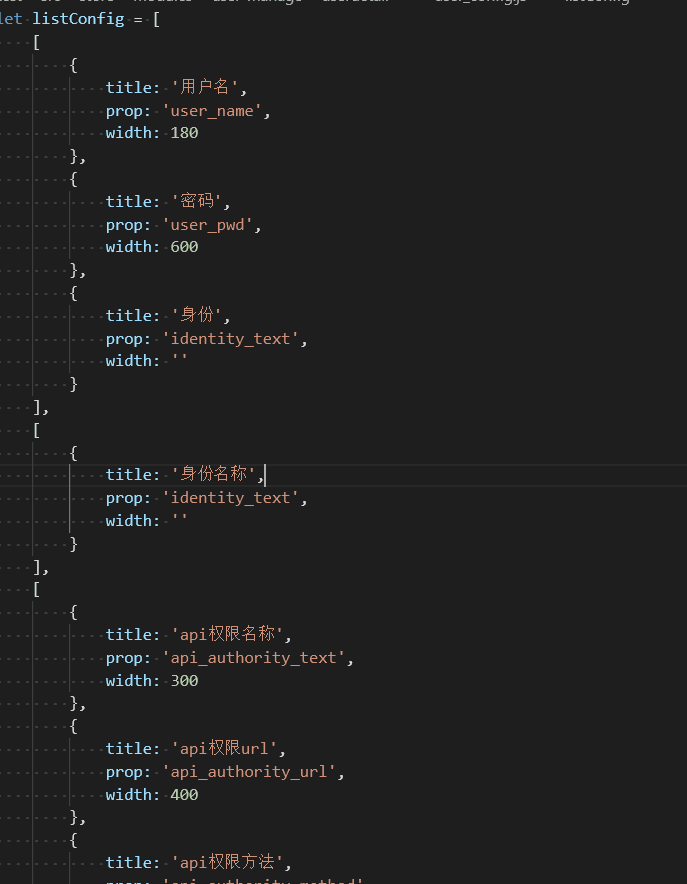 let listConfig = [
[
{
title: '用户名',
prop: 'user_name',
width: 180
},
{
title: '密码',
prop: 'user_pwd',
width: 600
},
{
title: '身份',
prop: 'identity_text',
width: ''
}
],
[
{
title: '身份名称',
prop: 'identity_text',
width: ''
}
],
[
{
title: 'api权限名称',
prop: 'api_authority_text',
width: 300
},
{
title: 'api权限url',
prop: 'api_authority_url',
width: 400
},
{
title: 'api权限方法',